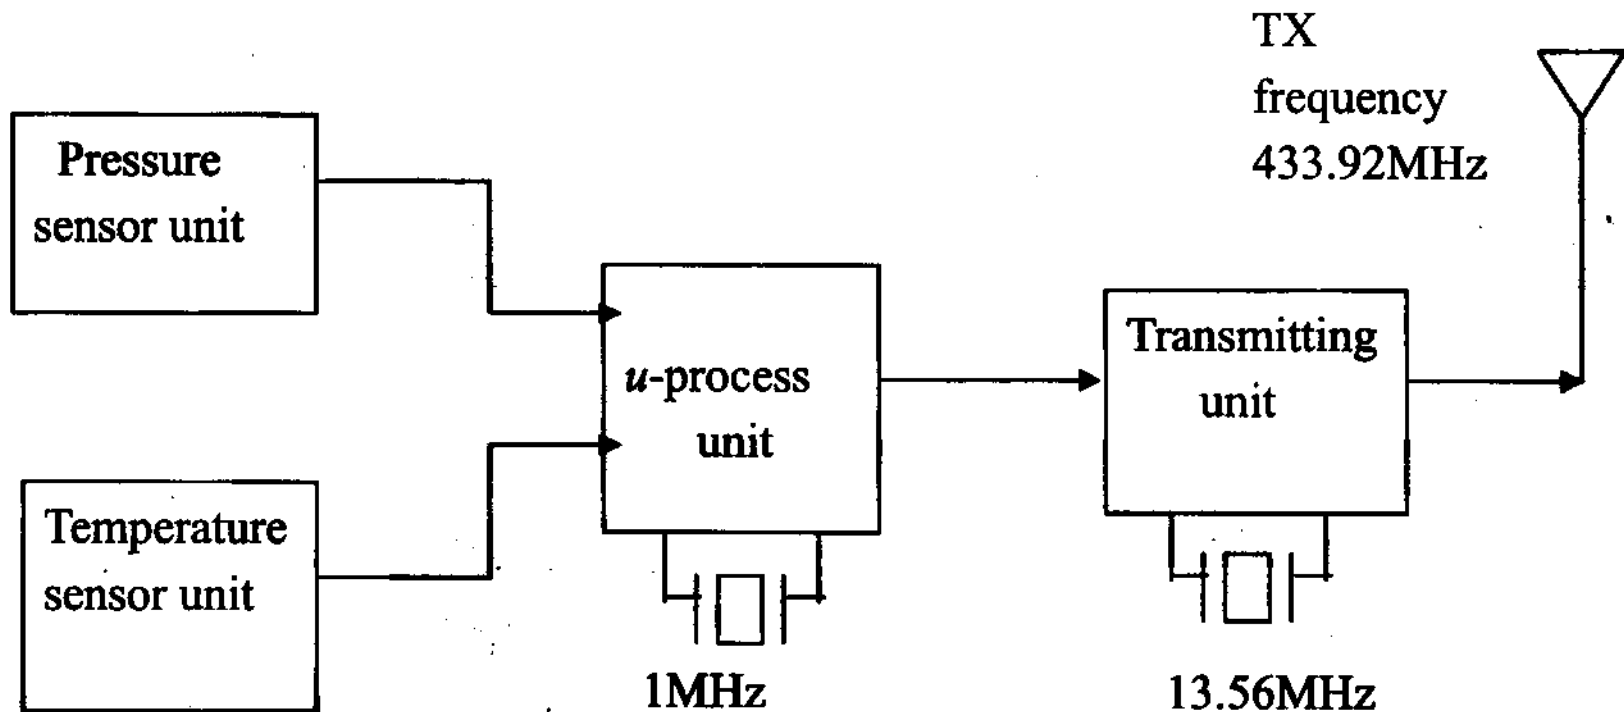 TX
frequency
433.92MHz
Pressure
sensor unit
u-process
unit
Transmitting
unit
Temperature
sensor unit
1MHz
13.56MHz